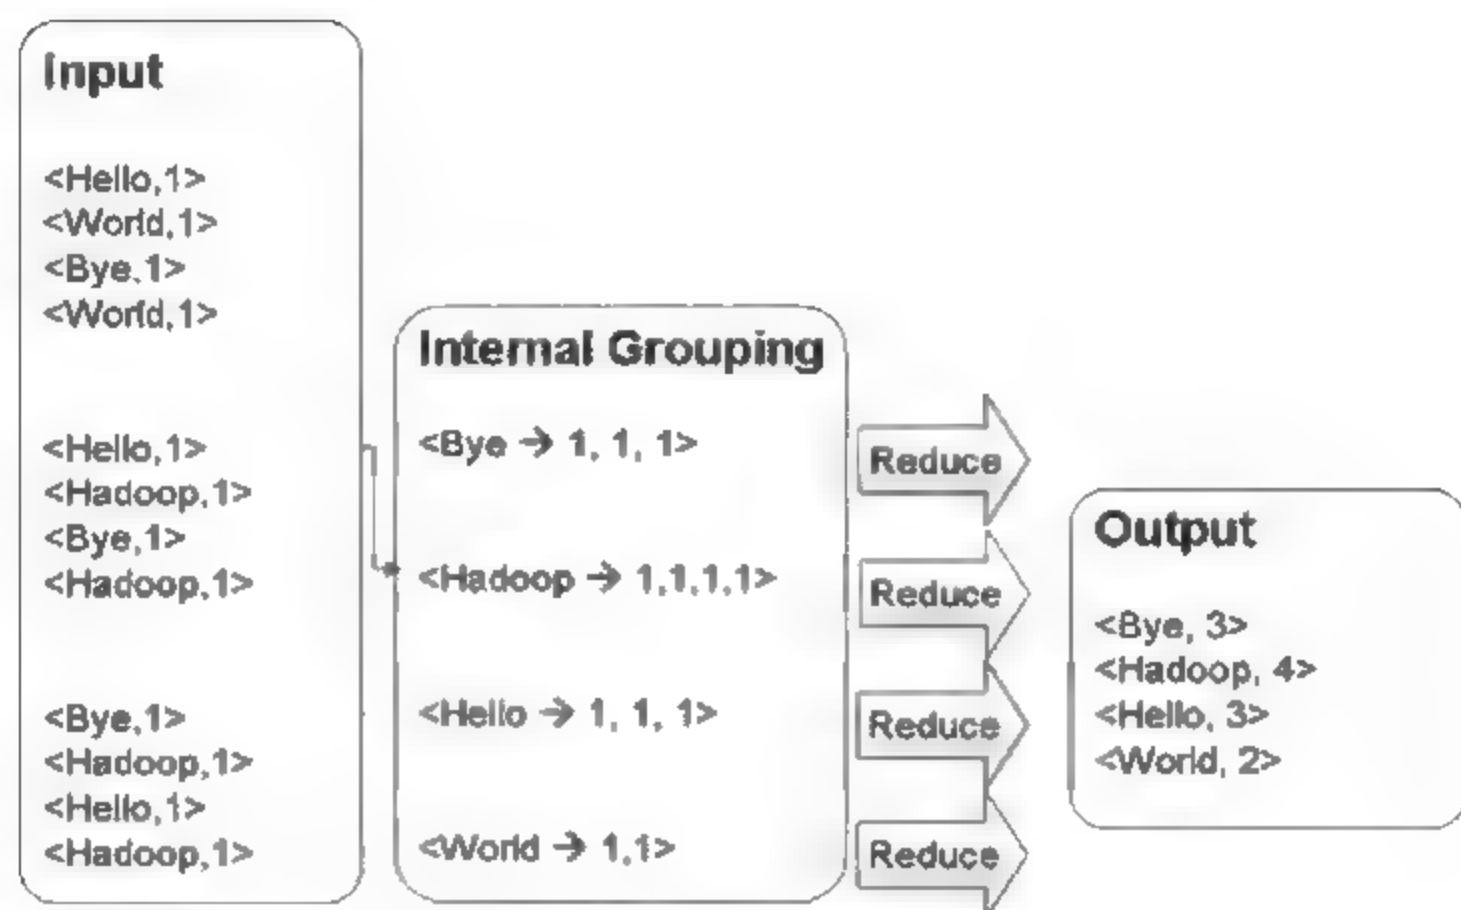 Input
<Hello,1>
<World,1>
<Bye,1>
<World,1>
<Hello,1>
<Hadoop,1>
<Bye,1>
<Hadoop,1>
<Bye,1>
<Hadoop,1>
<Hello,1>
<Hadoop,1>
Internal Grouping
<Bye → 1, 1, 1>
<Hadoop → 1,1,1,1>
<Hello → 1, 1, 1>
<World → 1,1>
Reduce
Reduce
Reduce
Reduce
Output
<Bye, 3>
<Hadoop, 4>
<Hello, 3>
<World, 2>